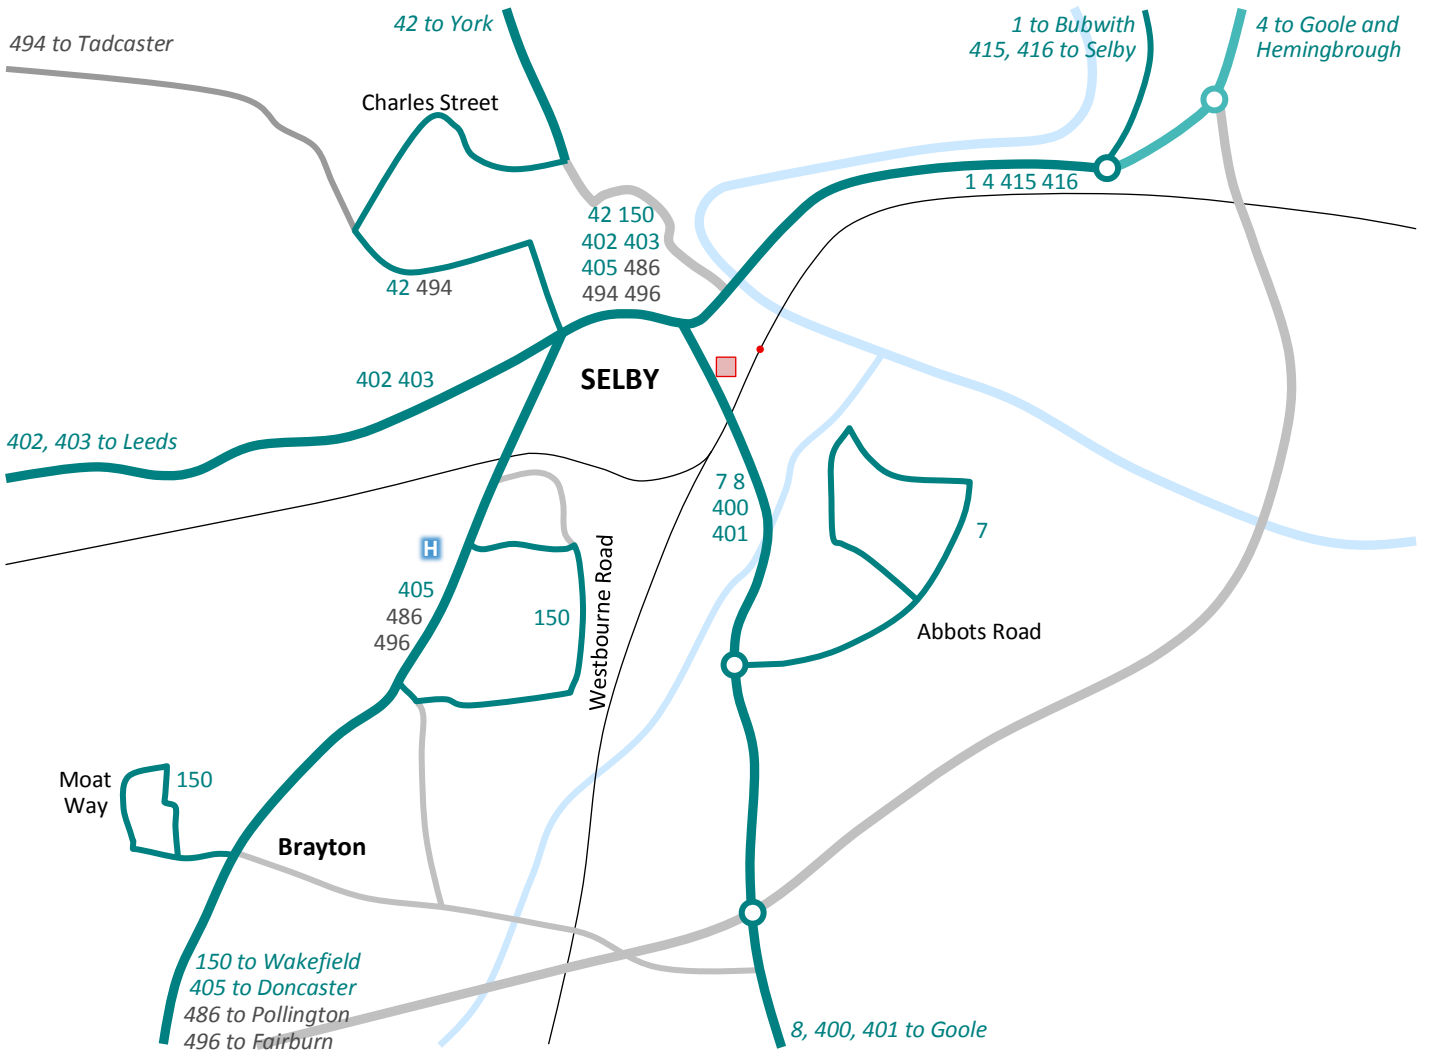 42 to York
1 to Bubwith
415, 416 to Selby
4 to Goole and
Hemingbrough
494 to Tadcaster
Charles Street
1 4 415 416
42 150
402 403
405 486
494 496
42 494
402 403
SELBY
402, 403 to Leeds
7 8
400
401
7
H
405
486
496
150
Westbourne Road
Abbots Road
Moat
Way
150
Brayton
150 to Wakefield
405 to Doncaster
486 to Pollington
496 to Fairburn
8, 400, 401 to Goole